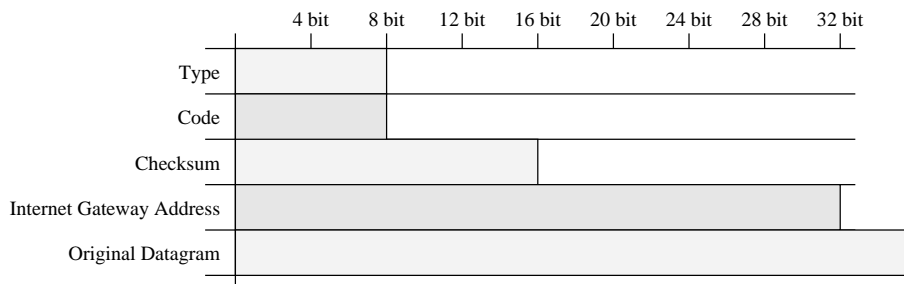 4 bit 8 bit 12 bit 16 bit 20 bit 24 bit 28 bit 32 bit
Type
Code
Checksum
Internet Gateway Address
Original Datagram